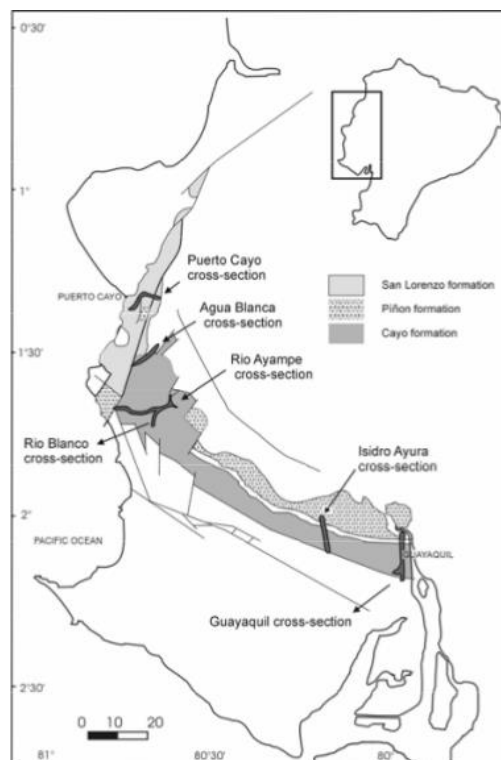 0°30'
1°
Puerto Cayo
cross-section
PUERTO CAYO
San Lorenzo formation
Piñon formation
Cayo formation
Agua Blanca
cross-section
1°30'
Rio Ayampe
cross-section
Rio Blanco
cross-section
Isidro Ayura
cross-section
2°
PACIFIC OCEAN
GUAYAQUIL
Guayaquil cross-section
2°30'
0 10 20
81° 80°30' 80°